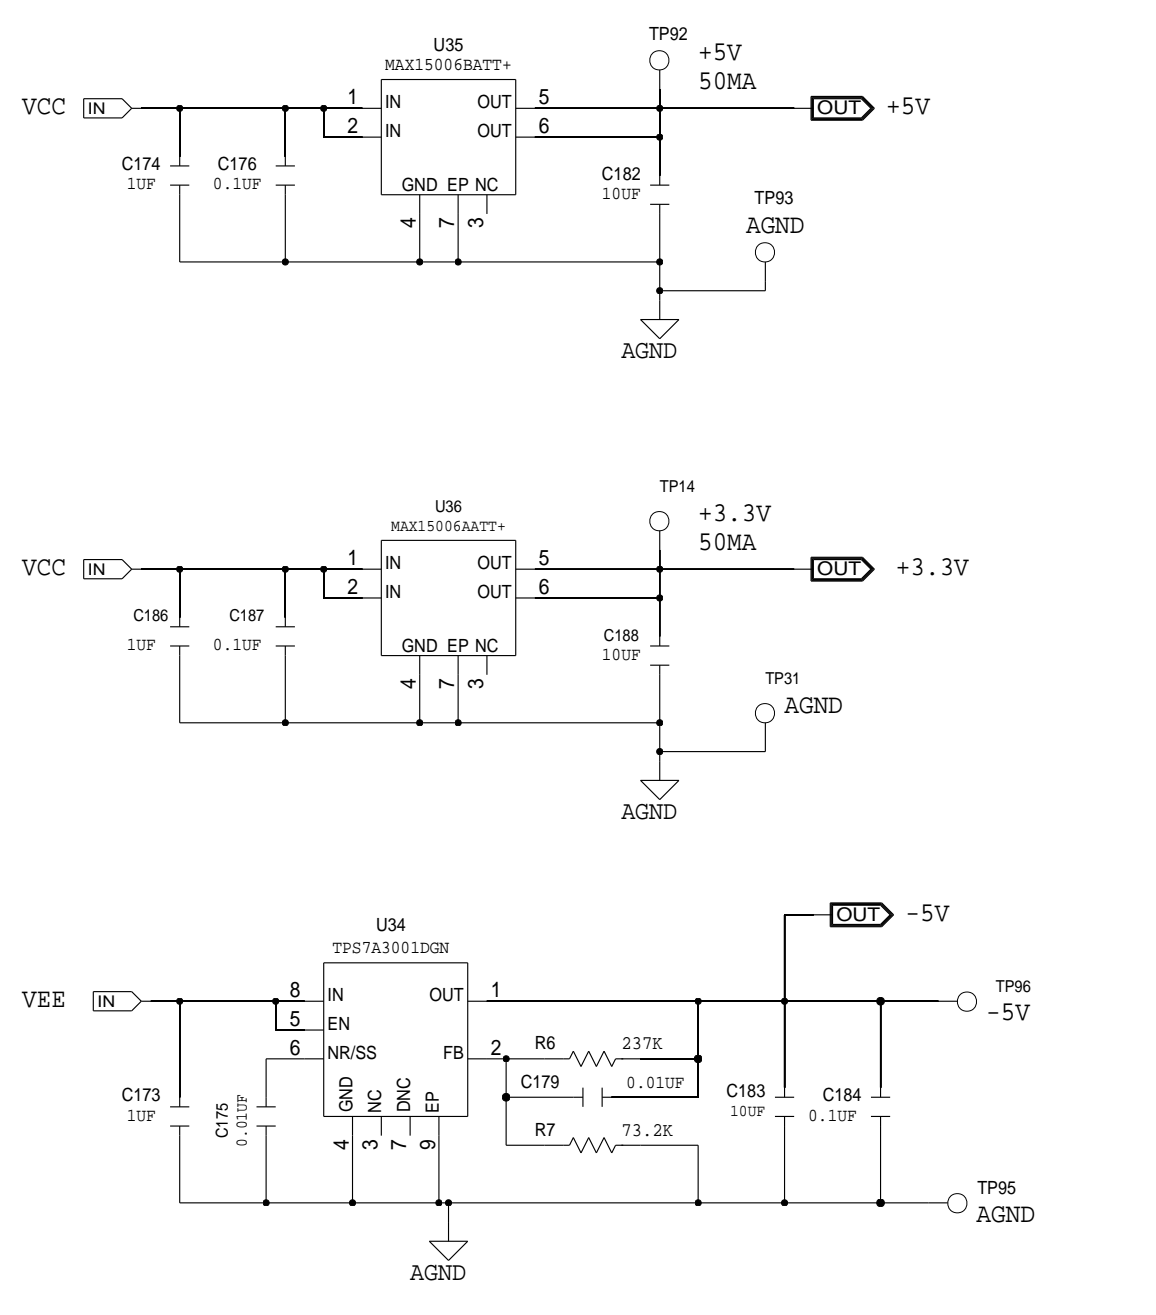 U35
MAX15006BATT+
TP92
+5V
50MA
VCC IN
1 IN OUT 5
2 IN OUT 6
OUT +5V
C174
1UF
C176
0.1UF
GND EP NC
4 7 3
C182
10UF
TP93
AGND
AGND
U36
MAX15006AATT+
TP14
+3.3V
50MA
VCC IN
1 IN OUT 5
2 IN OUT 6
OUT +3.3V
C186
1UF
C187
0.1UF
GND EP NC
4 7 3
C188
10UF
TP31
AGND
AGND
U34
TPS7A3001DGN
OUT -5V
VEE IN
8 IN OUT 1
5 EN
6 NR/SS FB 2
TP96
-5V
R6 237K
C179 0.01UF
R7 73.2K
C173
1UF
C175
0.01UF
GND NC DNC EP
4 3 7 9
C183
10UF
C184
0.1UF
TP95
AGND
AGND